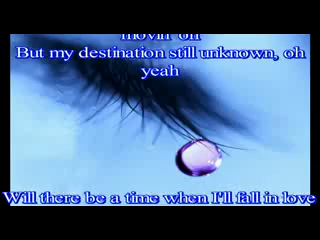 movin' on
But my destination still unknown, oh
yeah
Will there be a time when I'll fall in love